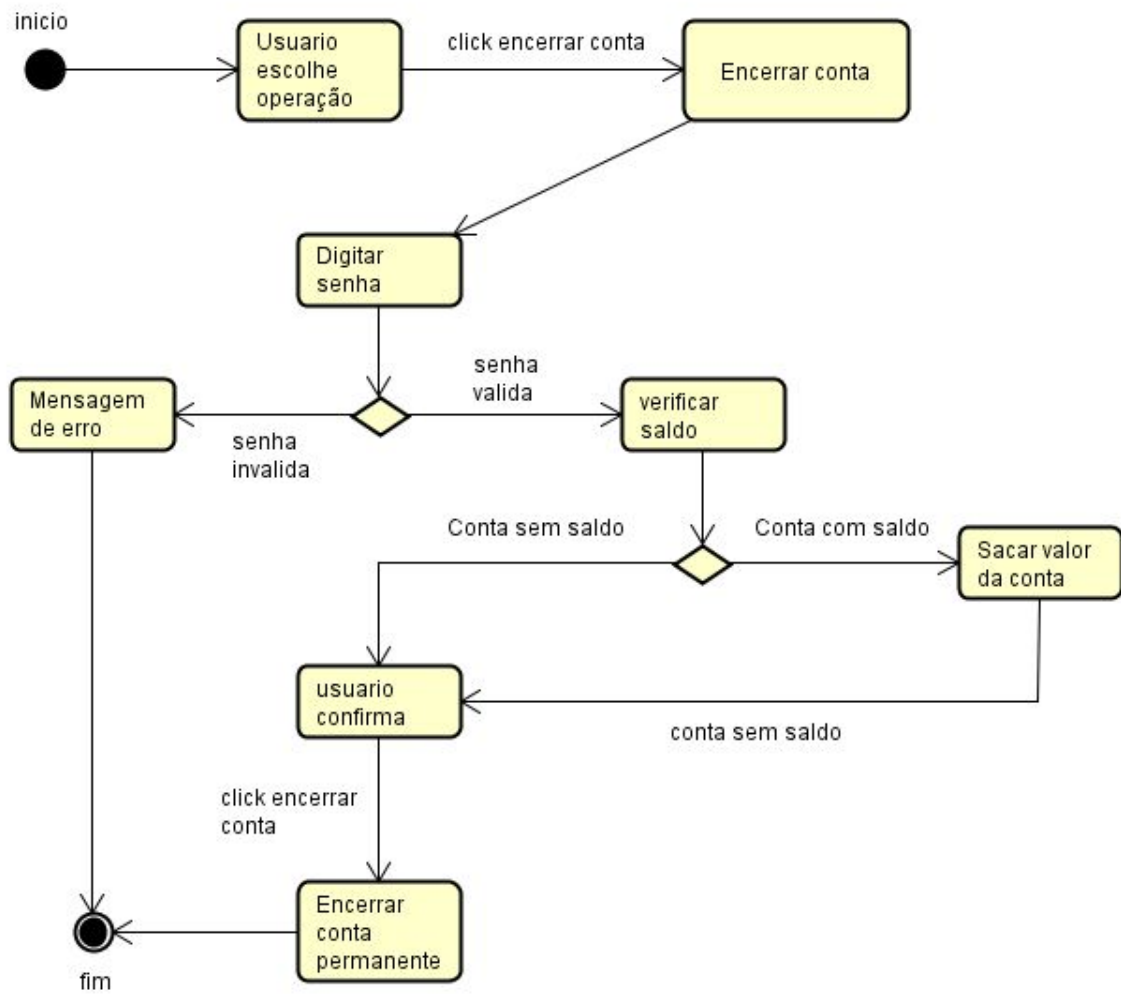 inicio
Usuario
escolhe
operação
click encerrar conta
Encerrar conta
Digitar
senha
senha
valida
Mensagem
de erro
senha
invalida
verificar
saldo
Conta sem saldo
Conta com saldo
Sacar valor
da conta
usuario
confirma
conta sem saldo
click encerrar
conta
Encerrar
conta
permanente
fim